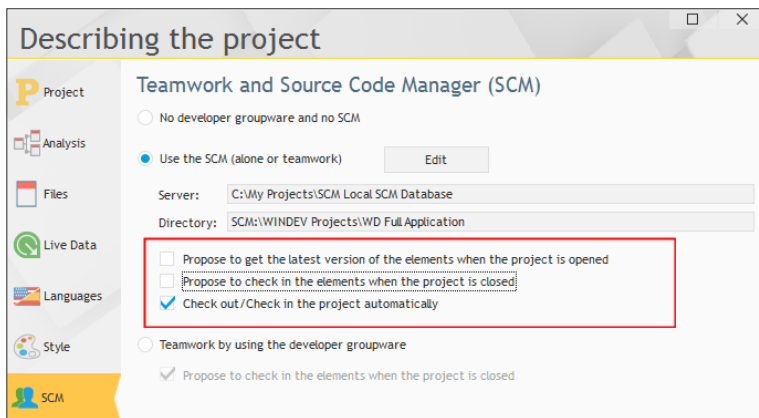 Describing the project
Project
Analysis
Files
Live Data
Languages
Style
SCM
Teamwork and Source Code Manager (SCM)
No developer groupware and no SCM
Use the SCM (alone or teamwork)
Edit
Server:
C:\My Projects\SCM Local SCM Database
Directory:
SCM:\WINDEV Projects\WD Full Application
Propose to get the latest version of the elements when the project is opened
Propose to check in the elements when the project is closed
Check out/Check in the project automatically
Teamwork by using the developer groupware
Propose to check in the elements when the project is closed